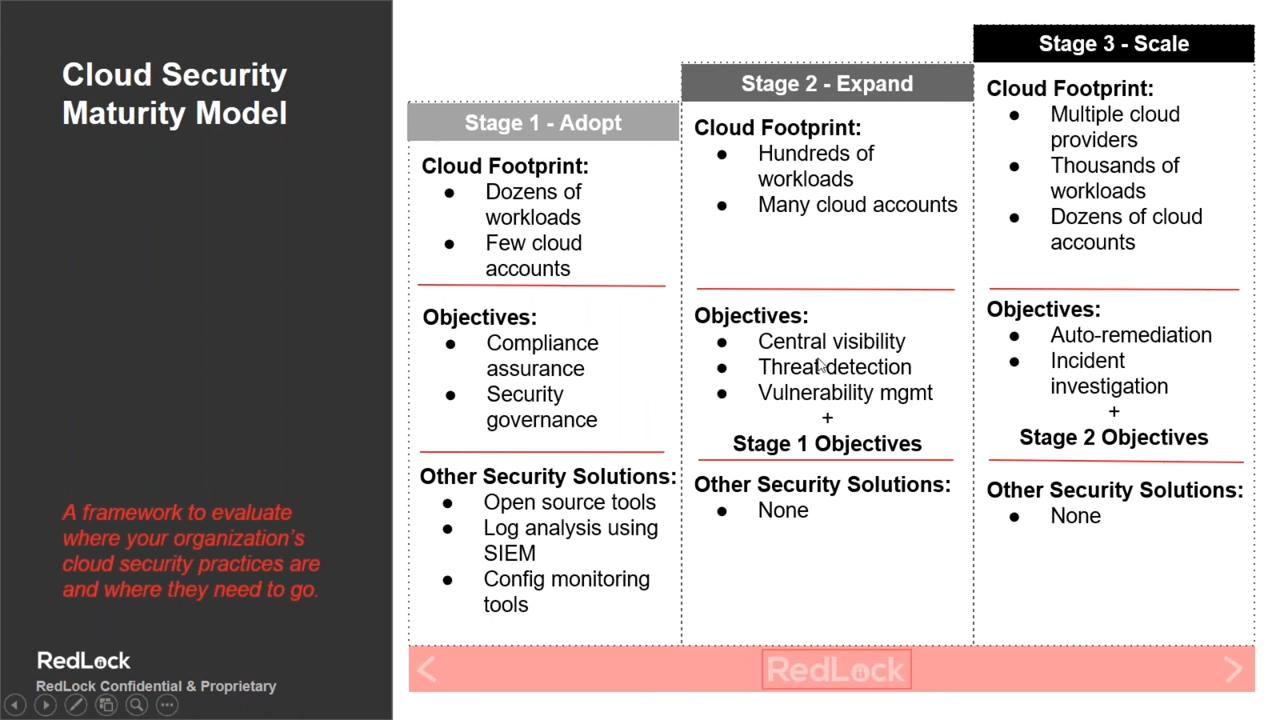 Cloud Security
Maturity Model
A framework to evaluate
where your organization's
cloud security practices are
and where they need to go.
RedLock
RedLock Confidential & Proprietary
Stage 1 - Adopt
Cloud Footprint:
● Dozens of
workloads
● Few cloud
accounts
Objectives:
● Compliance
assurance
● Security
governance
Other Security Solutions:
● Open source tools
● Log analysis using
SIEM
● Config monitoring
tools
Stage 2 - Expand
Cloud Footprint:
● Hundreds of
workloads
● Many cloud accounts
Objectives:
● Central visibility
● Threat detection
● Vulnerability mgmt
+
Stage 1 Objectives
Other Security Solutions:
● None
Stage 3 - Scale
Cloud Footprint:
● Multiple cloud
providers
● Thousands of
workloads
● Dozens of cloud
accounts
Objectives:
● Auto-remediation
● Incident
investigation
+
Stage 2 Objectives
Other Security Solutions:
● None
RedLock